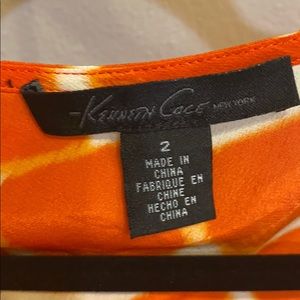 Kenneth Cole NEW YORK
2
MADE IN
CHINA
FABRIQUE EN
CHINE
HECHO EN
CHINA